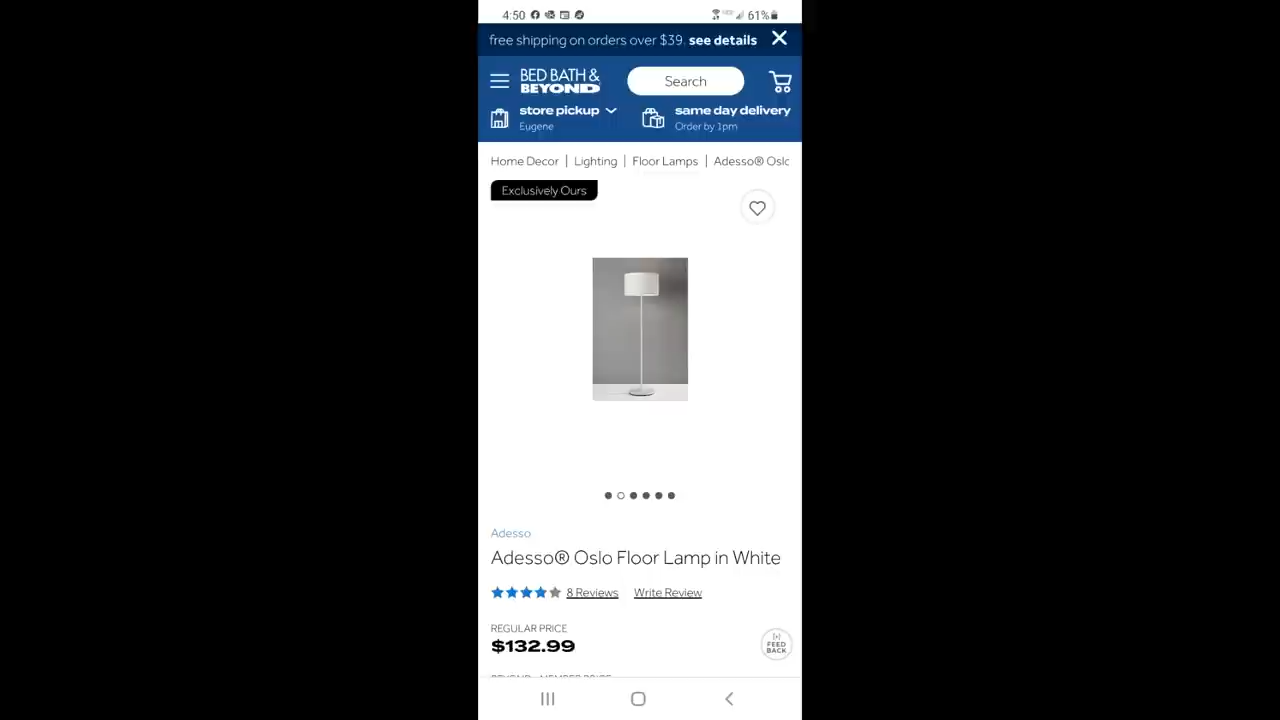 4:50
61%
free shipping on orders over $39. see details
BED BATH &
BEYOND
Search
store pickup
Eugene
same day delivery
Order by 1pm
Home Decor | Lighting | Floor Lamps | Adesso® Oslo
Exclusively Ours
Adesso
Adesso® Oslo Floor Lamp in White
8 Reviews
Write Review
REGULAR PRICE
$132.99
FEED
BACK